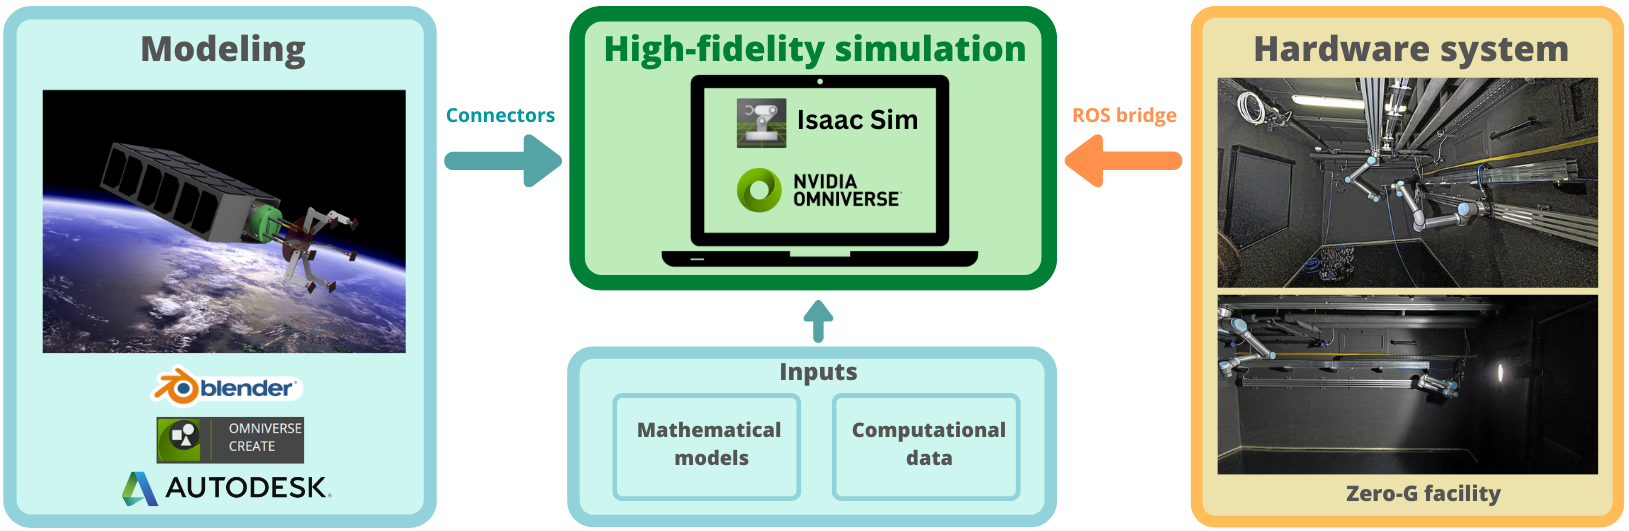 Modeling
blender
OMNIVERSE
CREATE
AUTODESK.
Connectors
High-fidelity simulation
Isaac Sim
NVIDIA
OMNIVERSE
Inputs
Mathematical
models
Computational
data
ROS bridge
Hardware system
Zero-G facility